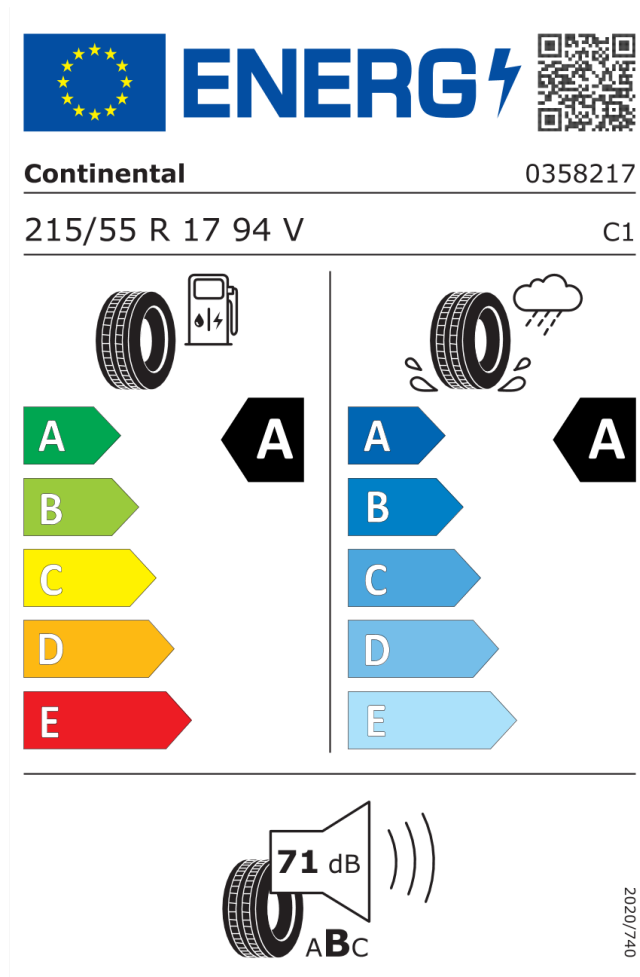 ENERG
Continental 0358217
215/55 R 17 94 V C1
A A A A
B B
C C
D D
E E
71 dB
ABC
2020/740